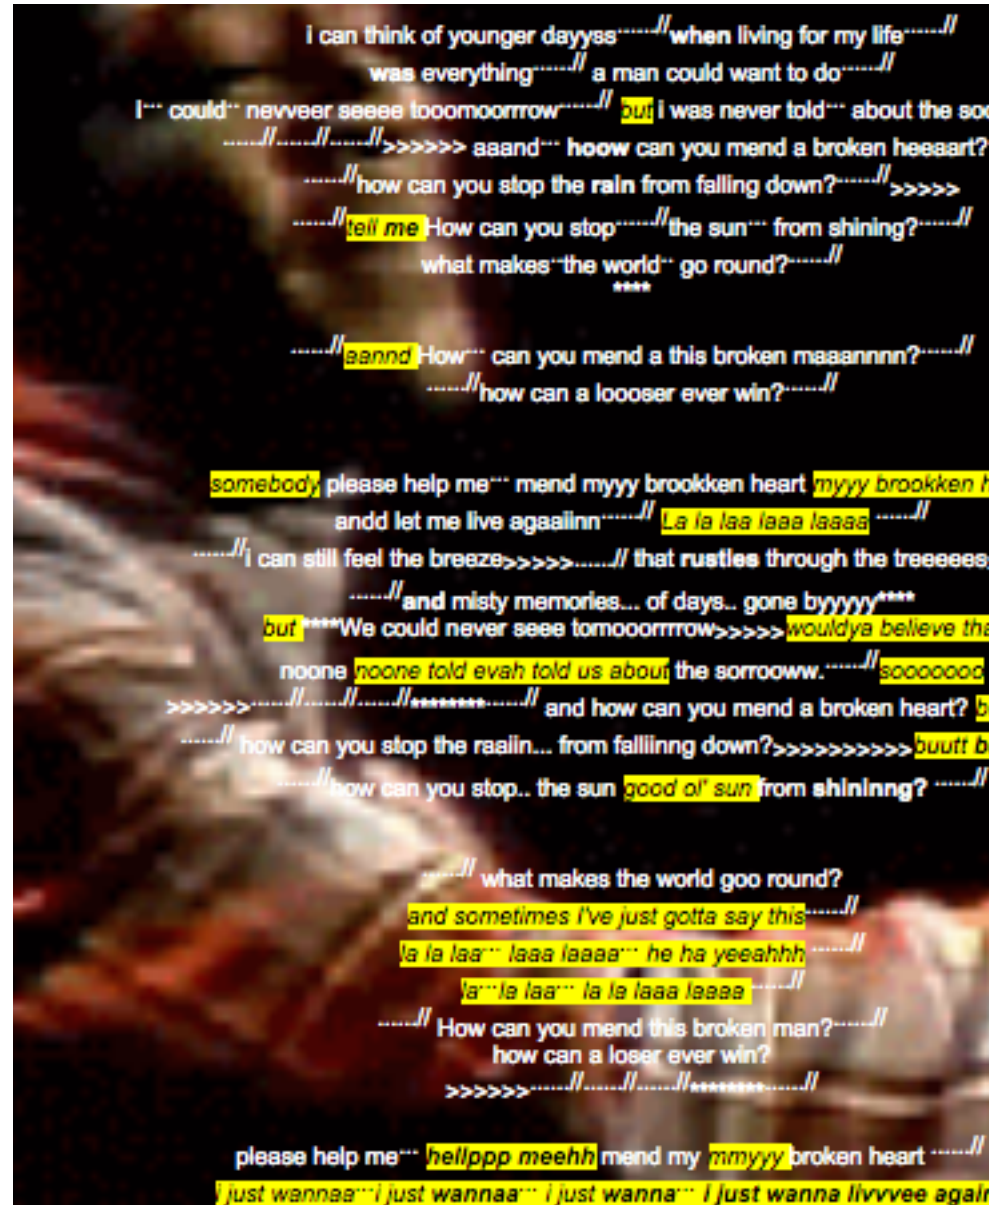 i can think of younger dayyss.......//when living for my life.......//
was everything.......// a man could want to do.......//
I... could.. nevveer seeee tooomoorrrow.......// but i was never told... about the soo
.......//.......//.......//>>>>>> aaand... hoow can you mend a broken heeaart?
.......//how can you stop the rain from falling down?.......//>>>>>
.......//tell me How can you stop.......//the sun... from shining?.......//
what makes..the world.. go round?.......//
****
.......//aannd How... can you mend a this broken maaannnn?.......//
.......//how can a loooser ever win?.......//
somebody please help me... mend myyy brookken heart myyy brookken h
andd let me live agaaiinn.......// La la laa laaa laaaa .......//
.......//i can still feel the breeze>>>>>.......// that rustles through the treeeees
.......//and misty memories... of days.. gone byyyyy****
but ****We could never seee tomooorrrrow>>>>>wouldya believe tha
noone noone told evah told us about the sorrooww.......//sooooooo
>>>>>>.......//.......//.......//********.......// and how can you mend a broken heart? b
.......// how can you stop the raaiin... from falliinng down?>>>>>>>>>>buutt b
.......//how can you stop.. the sun good ol' sun from shininng? .......//
.......// what makes the world goo round?
and sometimes I've just gotta say this.......//
la la laa... laaa laaaa... he ha yeeahhh .......//
la...la laa... la la laaa laaaa .......//
.......// How can you mend this broken man?.......//
how can a loser ever win?
>>>>>>.......//.......//.......//********.......//
please help me... hellppp meehh mend my mmyyy broken heart .......//
i just wannaa...i just wannaa... i just wanna... i just wanna livvvee again